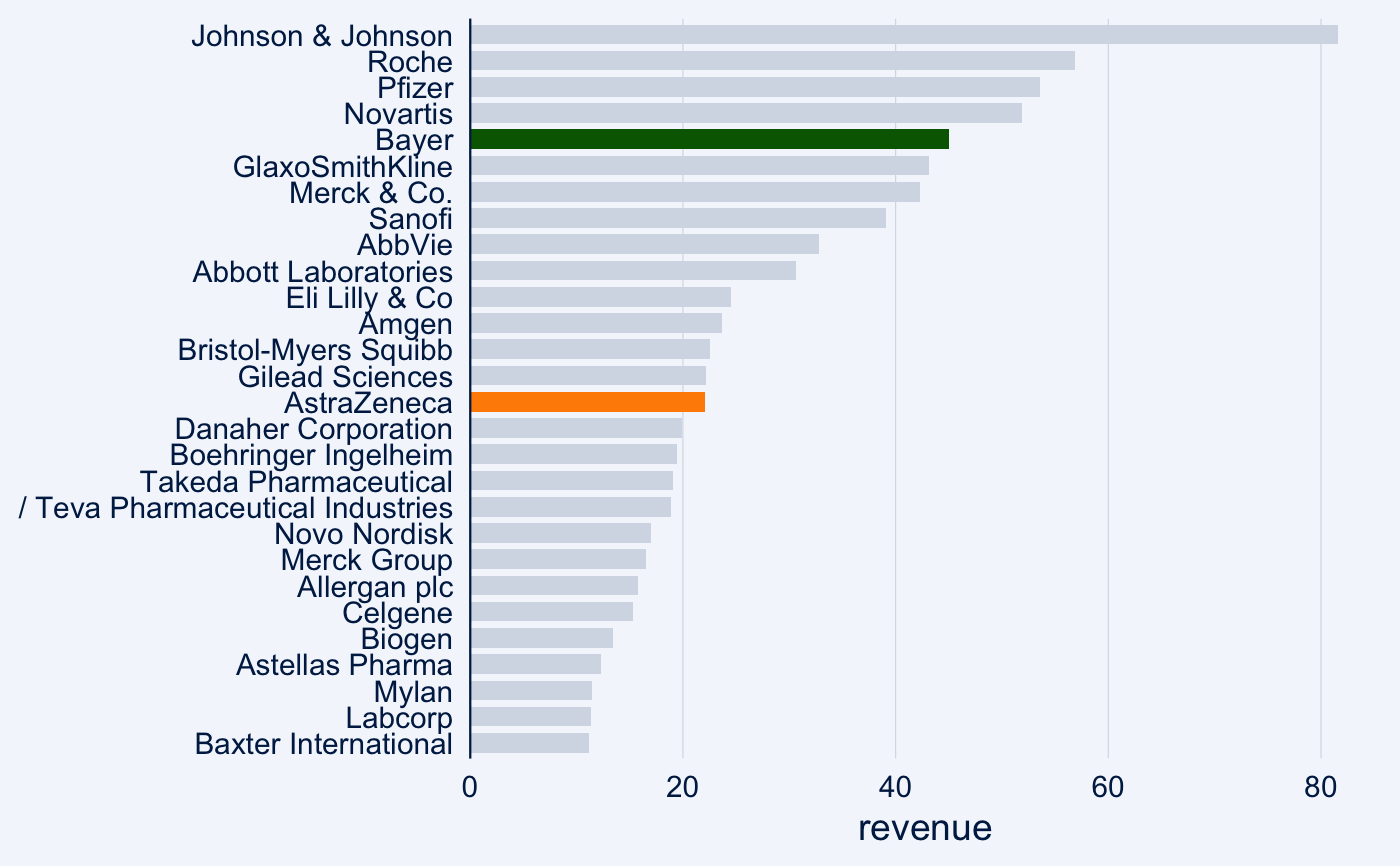 Johnson & Johnson
Roche
Pfizer
Novartis
Bayer
GlaxoSmithKline
Merck & Co.
Sanofi
AbbVie
Abbott Laboratories
Eli Lilly & Co
Amgen
Bristol-Myers Squibb
Gilead Sciences
AstraZeneca
Danaher Corporation
Boehringer Ingelheim
Takeda Pharmaceutical
/ Teva Pharmaceutical Industries
Novo Nordisk
Merck Group
Allergan plc
Celgene
Biogen
Astellas Pharma
Mylan
Labcorp
Baxter International
0 20 40 60 80
revenue